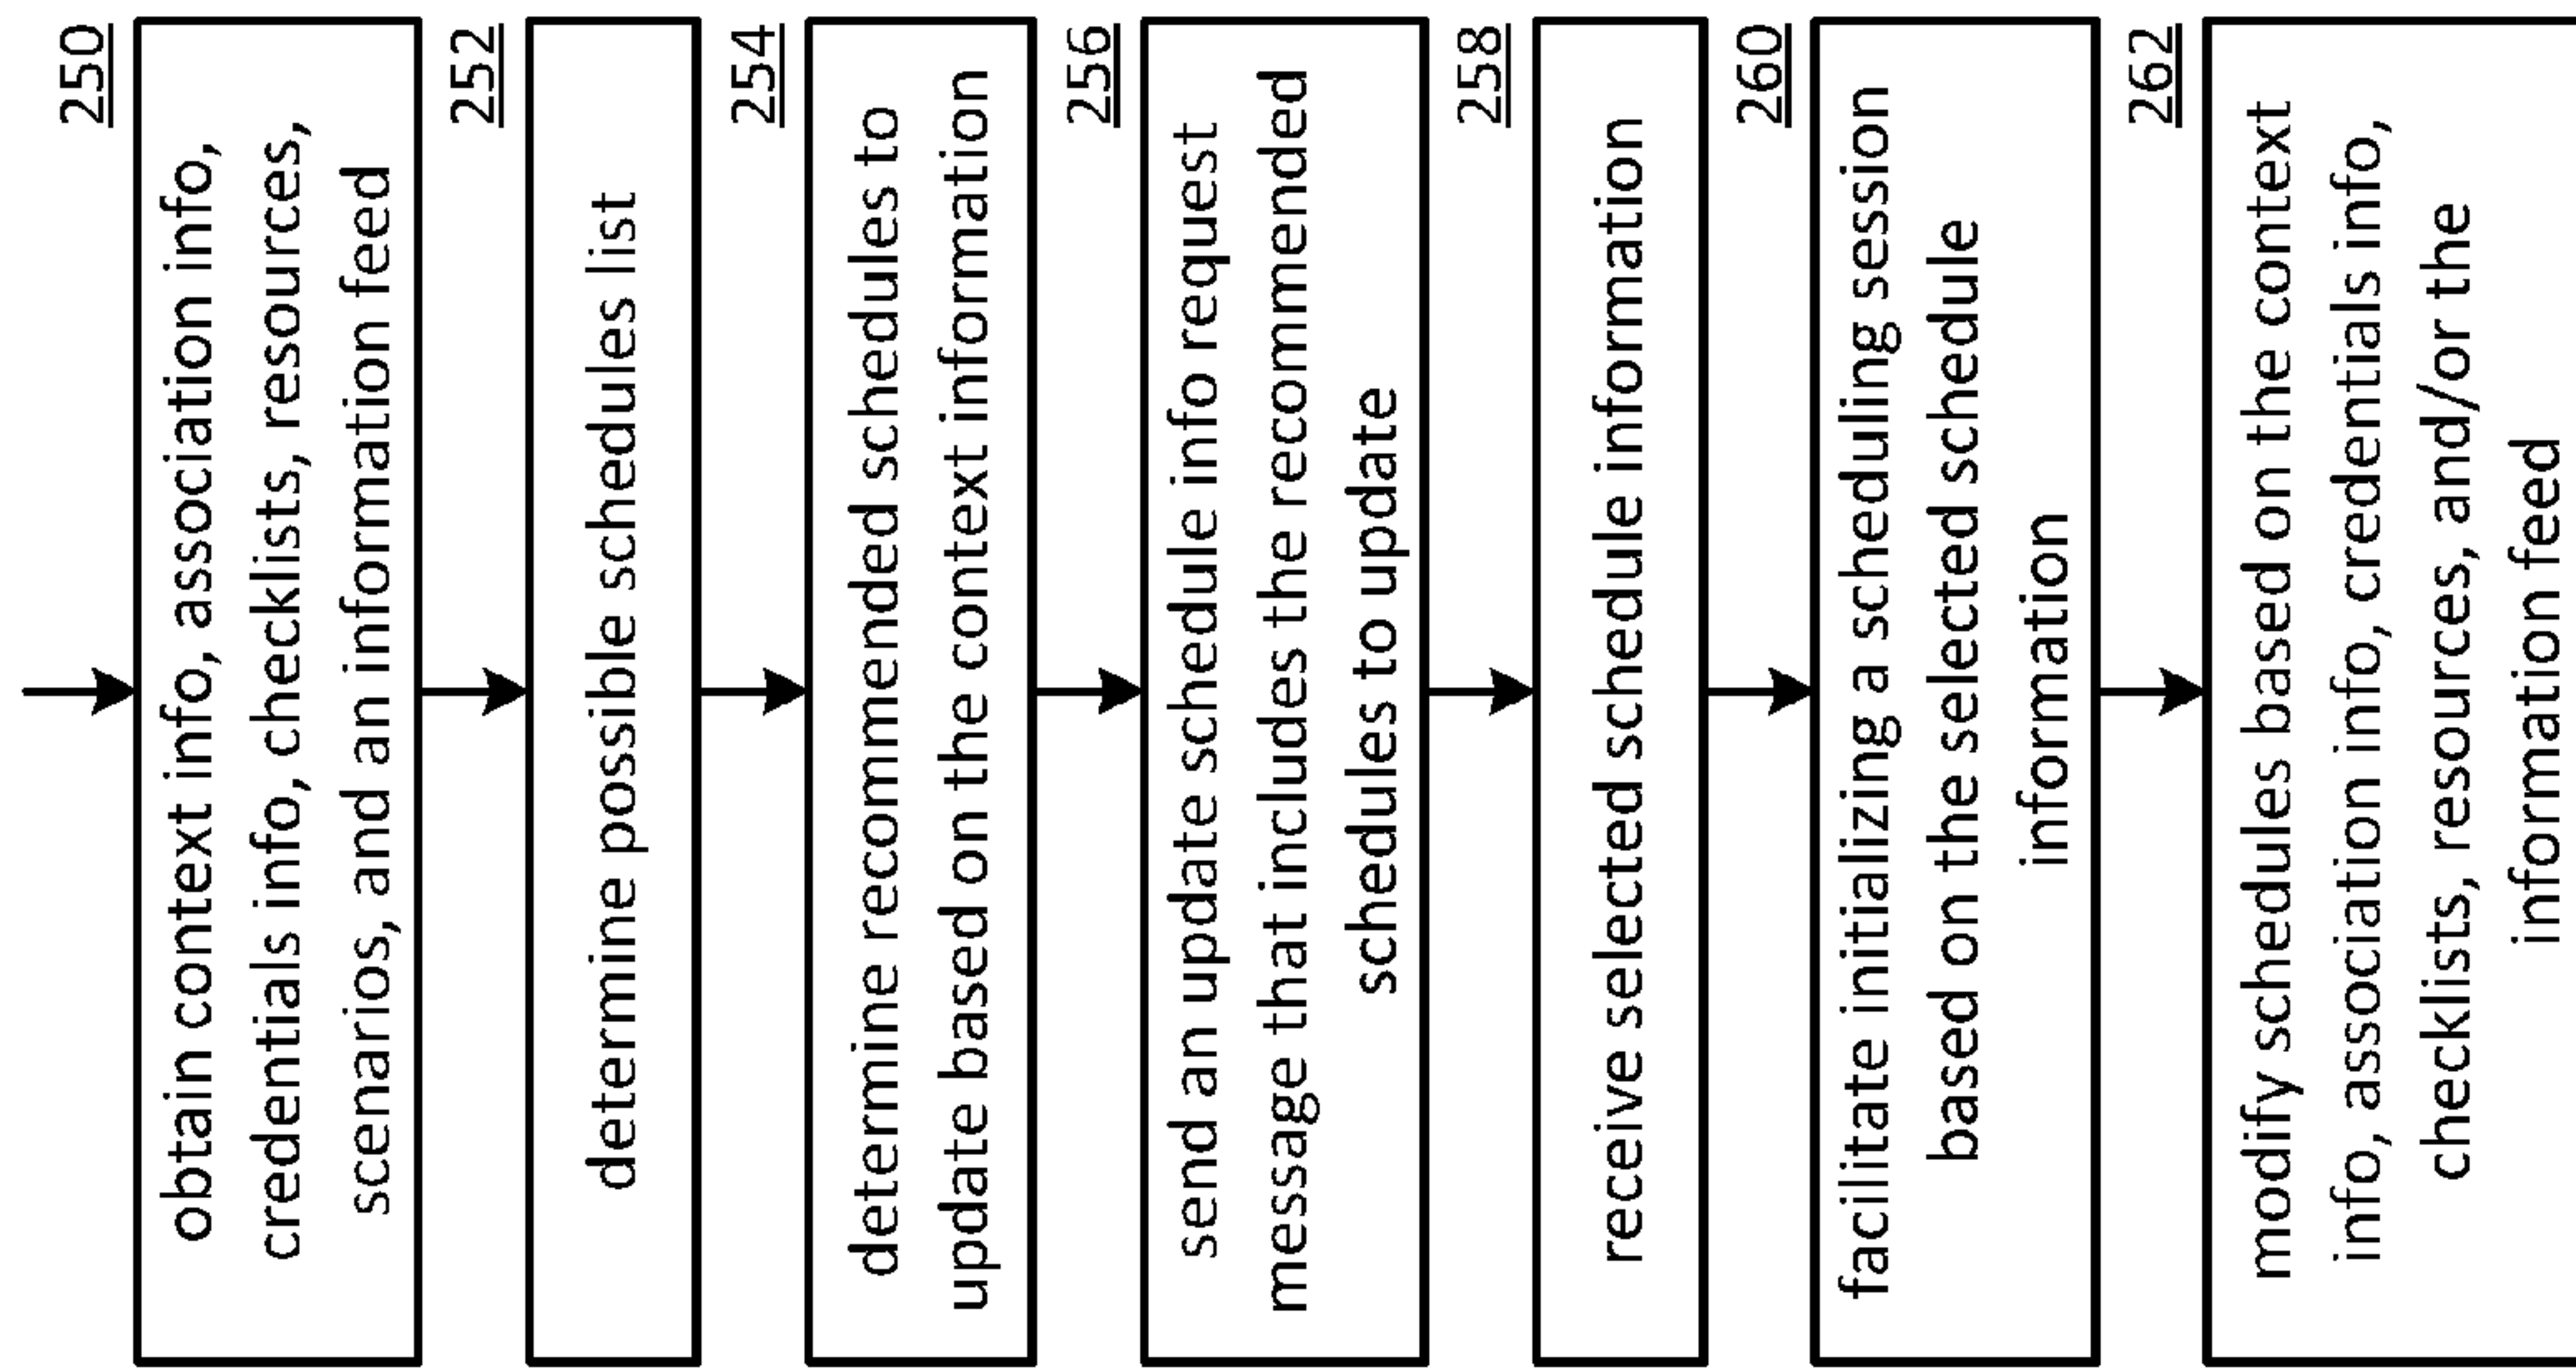 250
obtain context info, association info,
credentials info, checklists, resources,
scenarios, and an information feed
252
determine possible schedules list
254
determine recommended schedules to
update based on the context information
256
send an update schedule info request
message that includes the recommended
schedules to update
258
receive selected schedule information
260
facilitate initializing a scheduling session
based on the selected schedule
information
262
modify schedules based on the context
info, association info, credentials info,
checklists, resources, and/or the
information feed